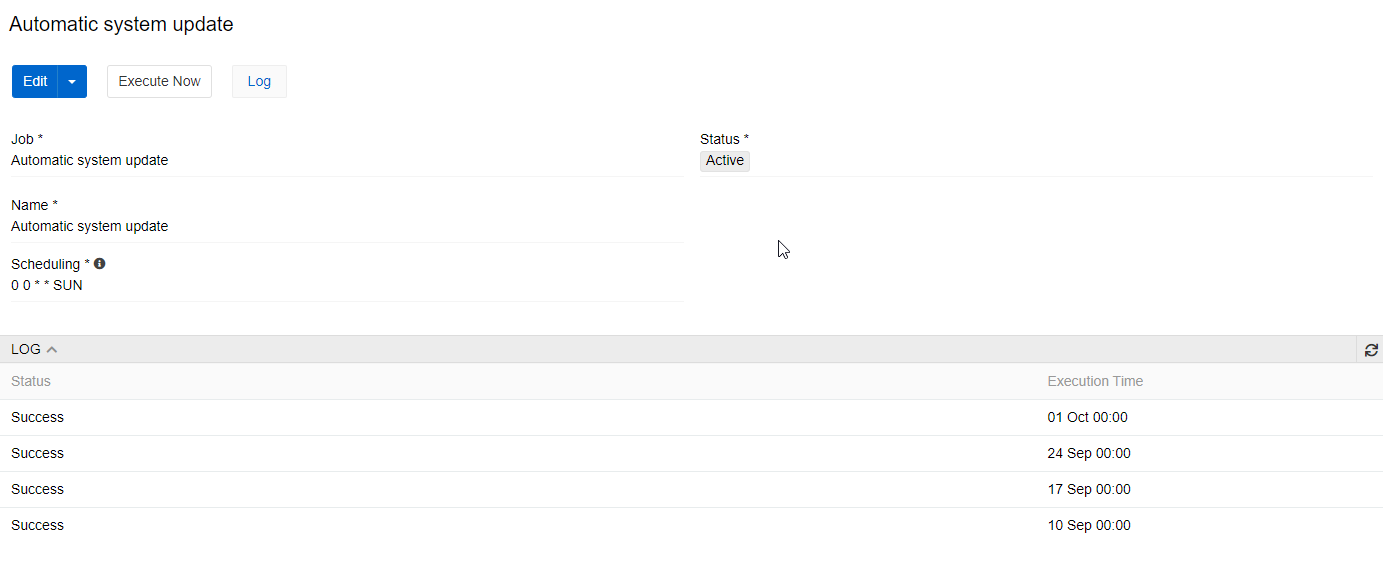 Automatic system update
Edit Execute Now Log
Job * Status *
Automatic system update Active
Name *
Automatic system update
Scheduling *
0 0 * * SUN
LOG
Status Execution Time
Success 01 Oct 00:00
Success 24 Sep 00:00
Success 17 Sep 00:00
Success 10 Sep 00:00